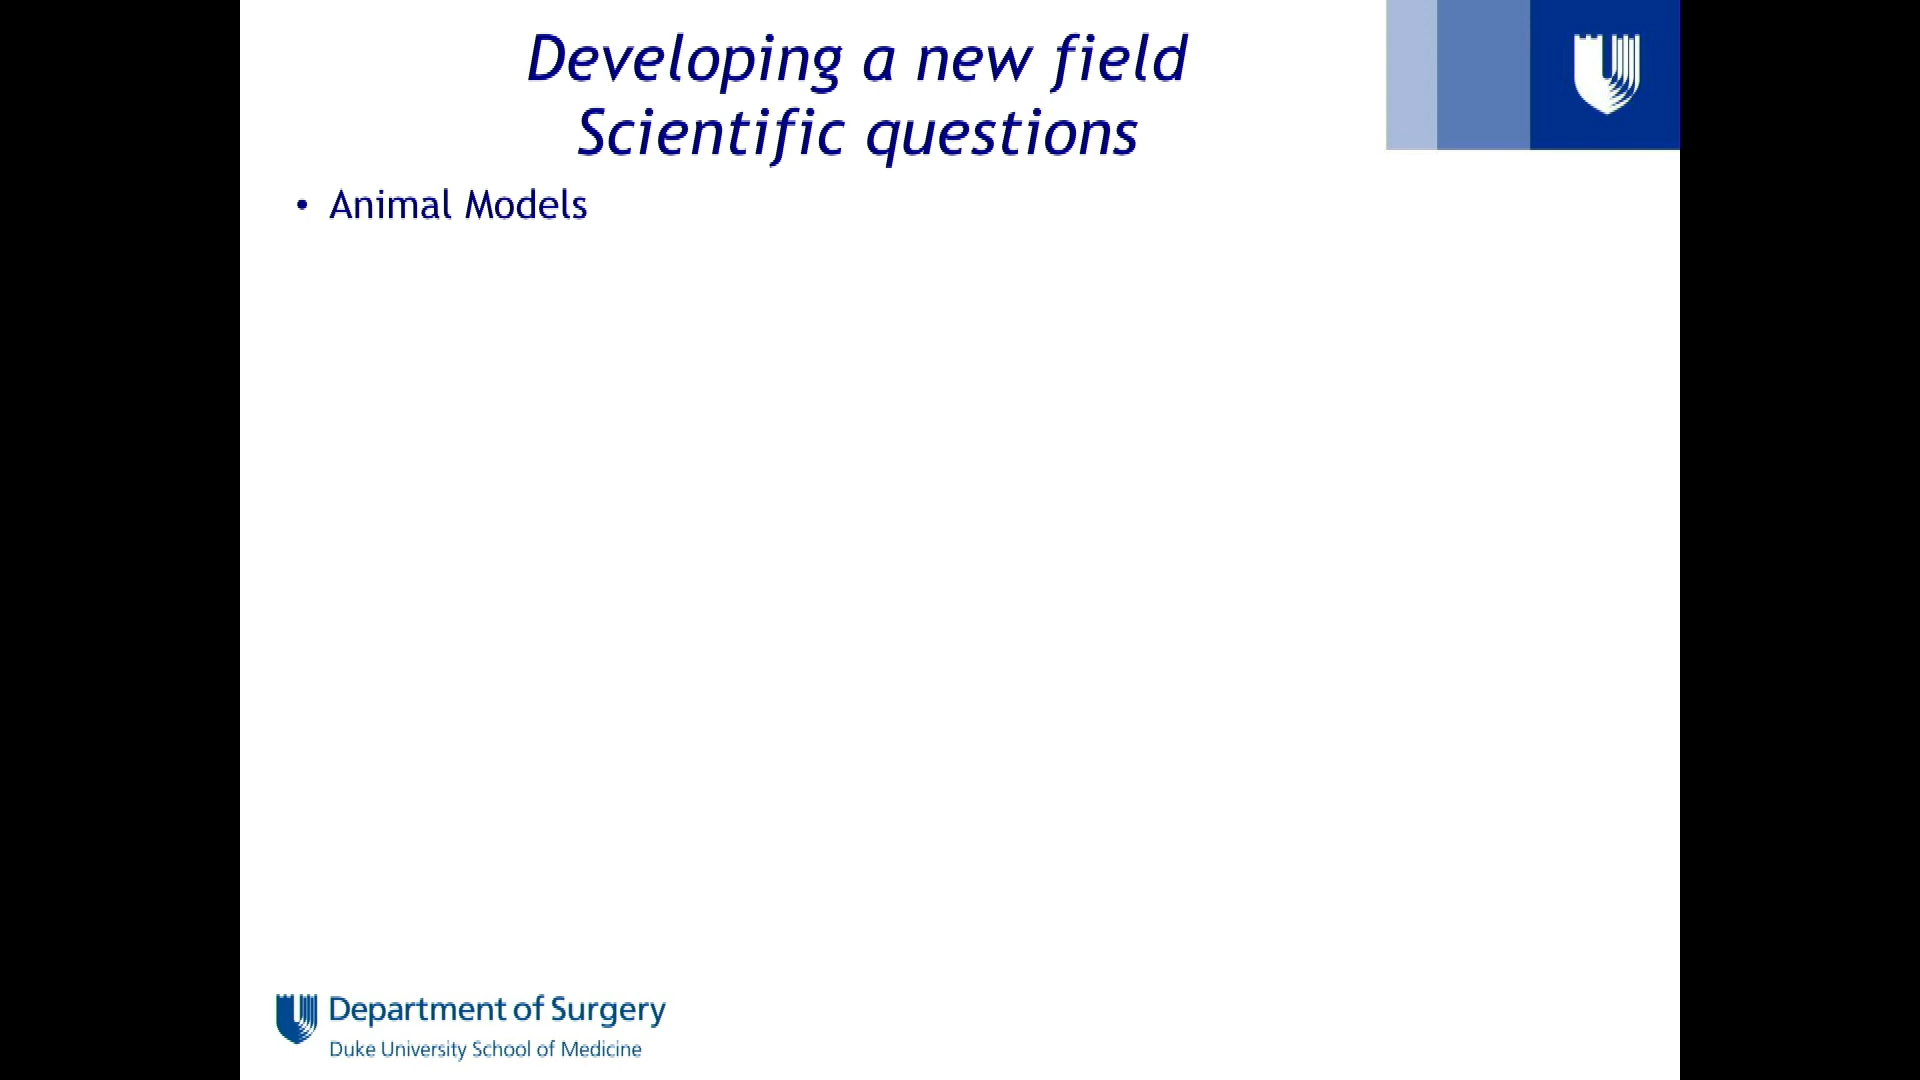 Developing a new field
Scientific questions
• Animal Models
Department of Surgery
Duke University School of Medicine